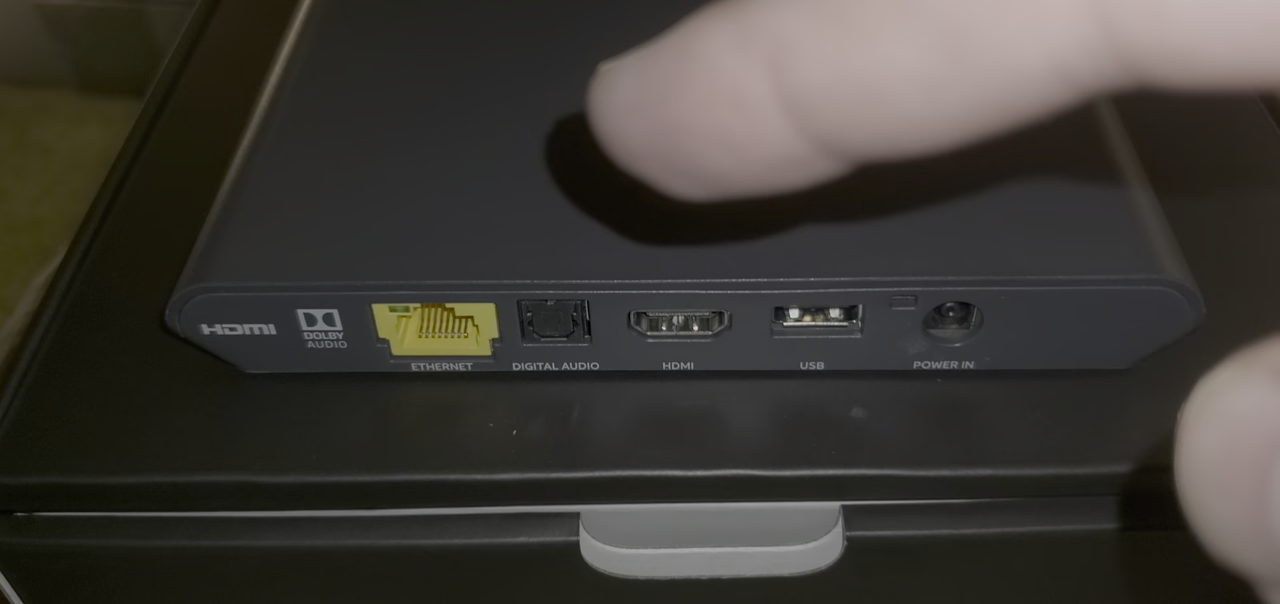 HDMI
DOLBY
AUDIO
ETHERNET
DIGITAL AUDIO
HDMI
USB
POWER IN